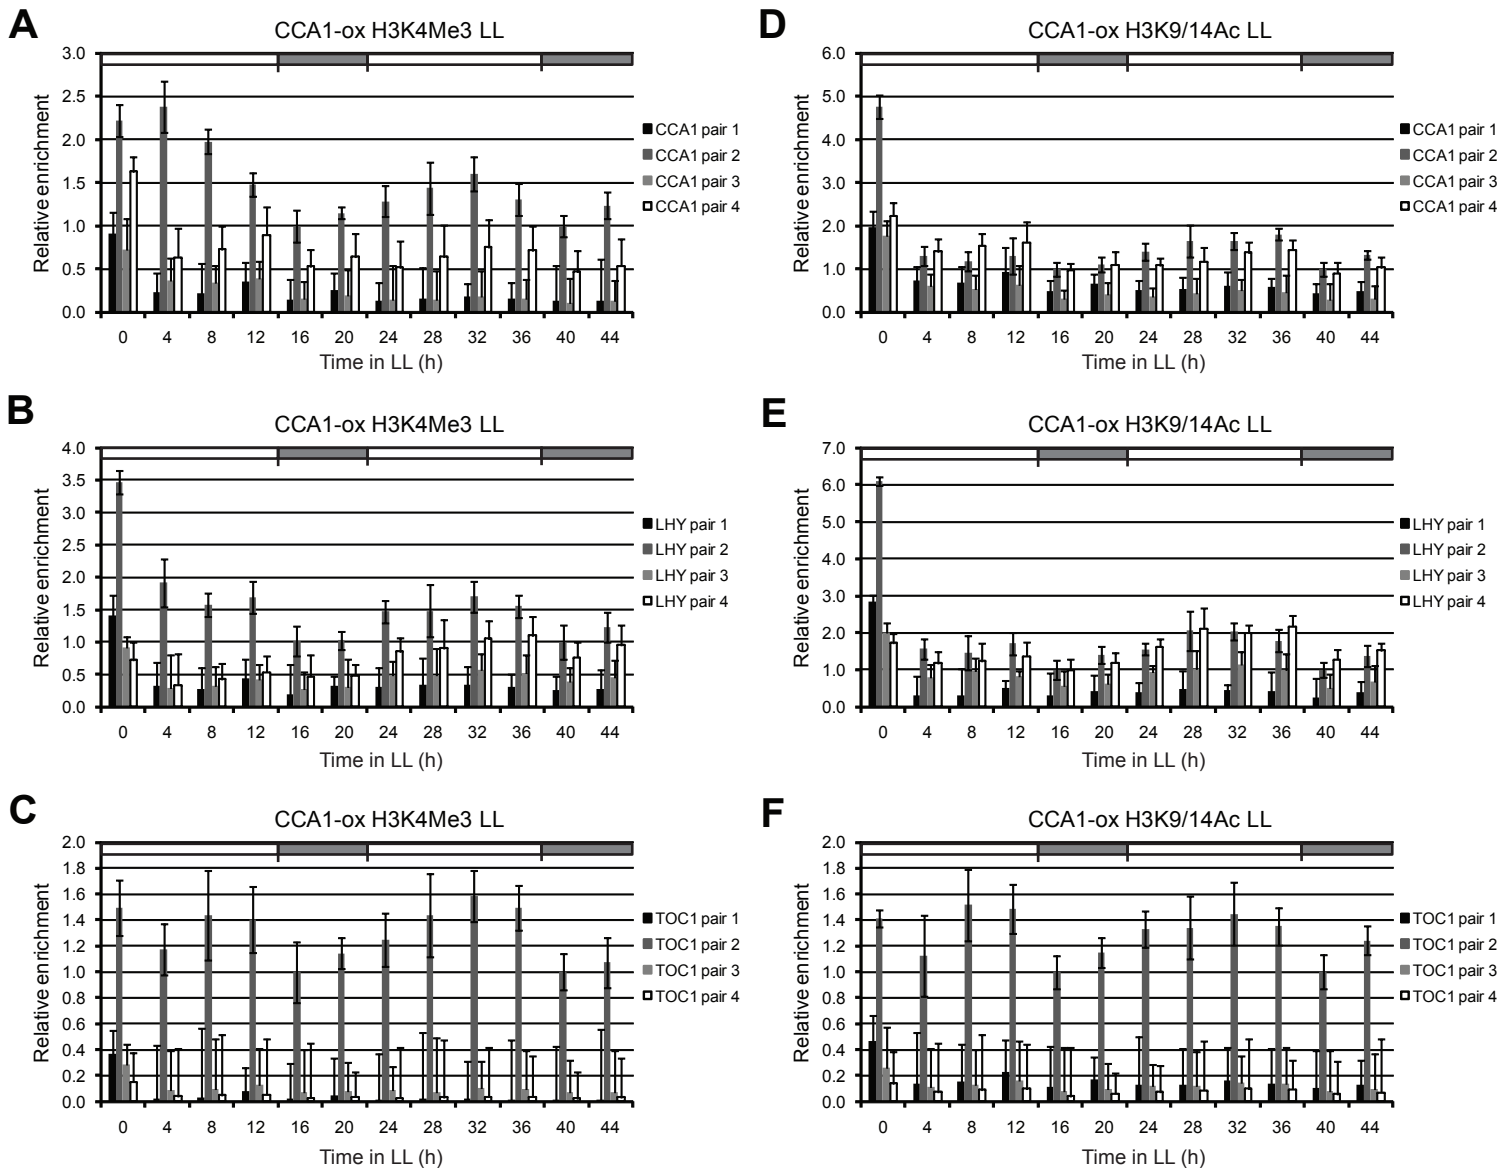 A
CCA1-ox H3K4Me3 LL
3.0
2.5
2.0
1.5
1.0
0.5
0.0
Relative enrichment
CCA1 pair 1
CCA1 pair 2
CCA1 pair 3
CCA1 pair 4
0 4 8 12 16 20 24 28 32 36 40 44
Time in LL (h)
D
CCA1-ox H3K9/14Ac LL
6.0
5.0
4.0
3.0
2.0
1.0
0.0
Relative enrichment
CCA1 pair 1
CCA1 pair 2
CCA1 pair 3
CCA1 pair 4
0 4 8 12 16 20 24 28 32 36 40 44
Time in LL (h)
B
CCA1-ox H3K4Me3 LL
4.0
3.5
3.0
2.5
2.0
1.5
1.0
0.5
0.0
Relative enrichment
LHY pair 1
LHY pair 2
LHY pair 3
LHY pair 4
0 4 8 12 16 20 24 28 32 36 40 44
Time in LL (h)
E
CCA1-ox H3K9/14Ac LL
7.0
6.0
5.0
4.0
3.0
2.0
1.0
0.0
Relative enrichment
LHY pair 1
LHY pair 2
LHY pair 3
LHY pair 4
0 4 8 12 16 20 24 28 32 36 40 44
Time in LL (h)
C
CCA1-ox H3K4Me3 LL
2.0
1.8
1.6
1.4
1.2
1.0
0.8
0.6
0.4
0.2
0.0
Relative enrichment
TOC1 pair 1
TOC1 pair 2
TOC1 pair 3
TOC1 pair 4
0 4 8 12 16 20 24 28 32 36 40 44
Time in LL (h)
F
CCA1-ox H3K9/14Ac LL
2.0
1.8
1.6
1.4
1.2
1.0
0.8
0.6
0.4
0.2
0.0
Relative enrichment
TOC1 pair 1
TOC1 pair 2
TOC1 pair 3
TOC1 pair 4
0 4 8 12 16 20 24 28 32 36 40 44
Time in LL (h)